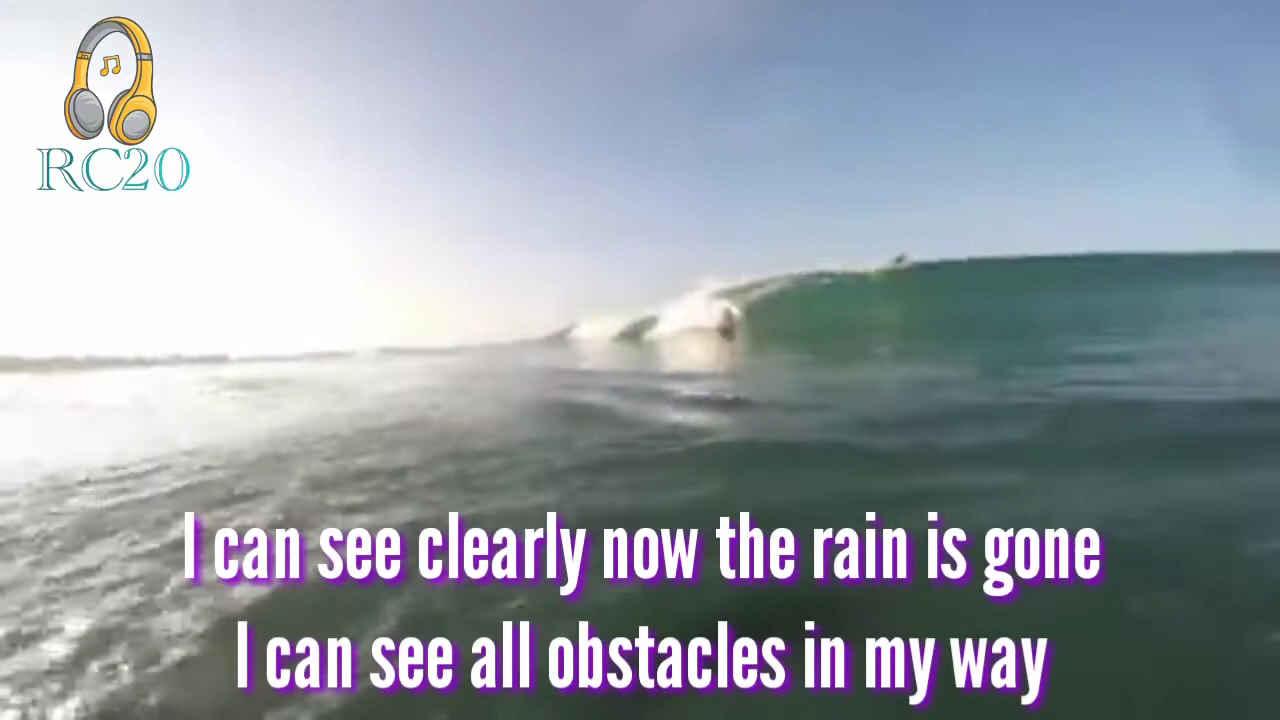 RC20
I can see clearly now the rain is gone
I can see all obstacles in my way